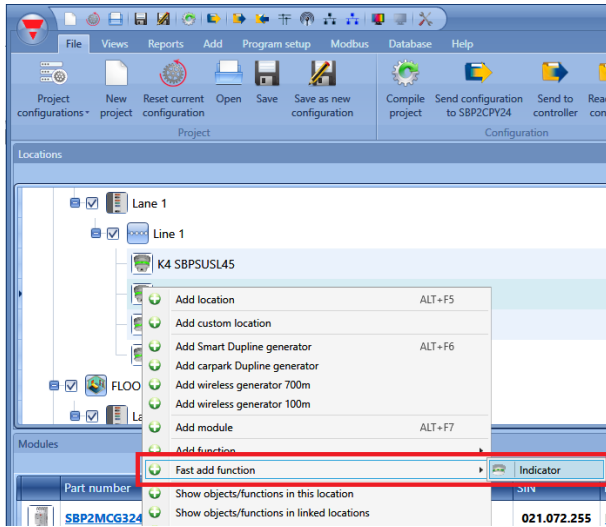 File Views Reports Add Program setup Modbus Database Help
Project configurations New project Reset current configuration Open Save Save as new configuration Compile project Send configuration to SBP2CPY24 Send to controller
Project
Locations
Lane 1
Line 1
K4 SBPSUSL45
Add location ALT+F5
Add custom location
Add Smart Dupline generator ALT+F6
Add carpark Dupline generator
Add wireless generator 700m
Add wireless generator 100m
FLOO
Add module ALT+F7
Modules
Add function
Fast add function Indicator
Part number SIN
Show objects/functions in this location
SBP2MCG324 Show objects/functions in linked locations 021.072.255